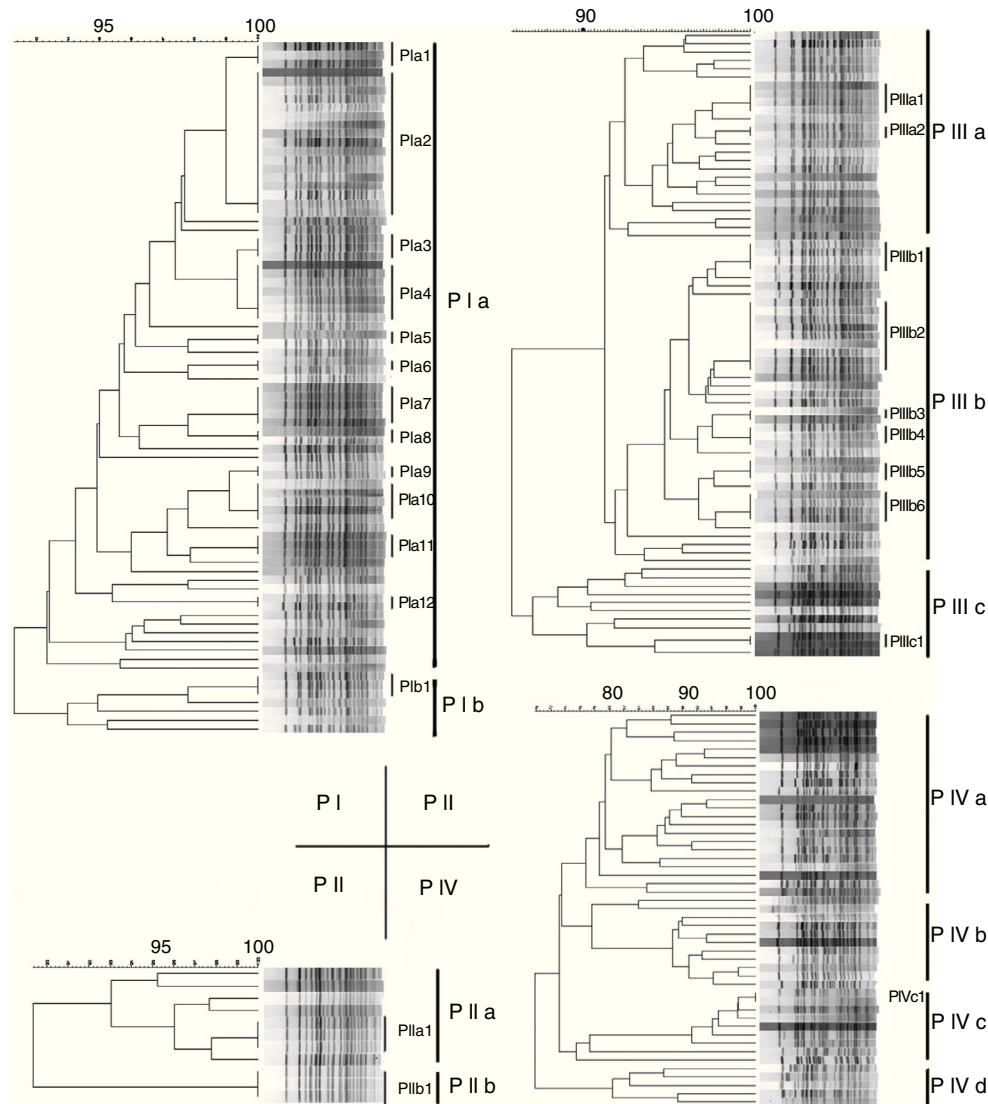 95 100
PIa1
PIa2
PIa3
PIa4
PIa5
PIa6
PIa7
PIa8
PIa9
PIa10
PIa11
PIa12
P I a
PIb1
P I b
90 100
PIIIa1
PIIIa2
P III a
PIIIb1
PIIIb2
PIIIb3
PIIIb4
PIIIb5
PIIIb6
P III b
PIIIc1
P III c
P I P II
P II P IV
95 100
PIIa1
P II a
PIIb1
P II b
80 90 100
P IV a
P IV b
PIVc1
P IV c
P IV d